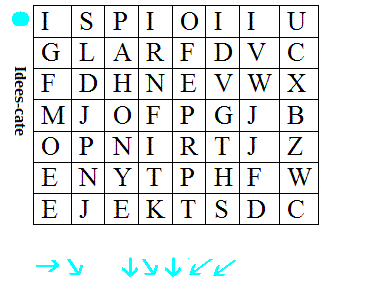 I S P I O I I U
G L A R F D V C
F D H N E V W X
M J O F P G J B
O P N I R T J Z
E N Y T P H F W
E J E K T S D C
Idees-cate